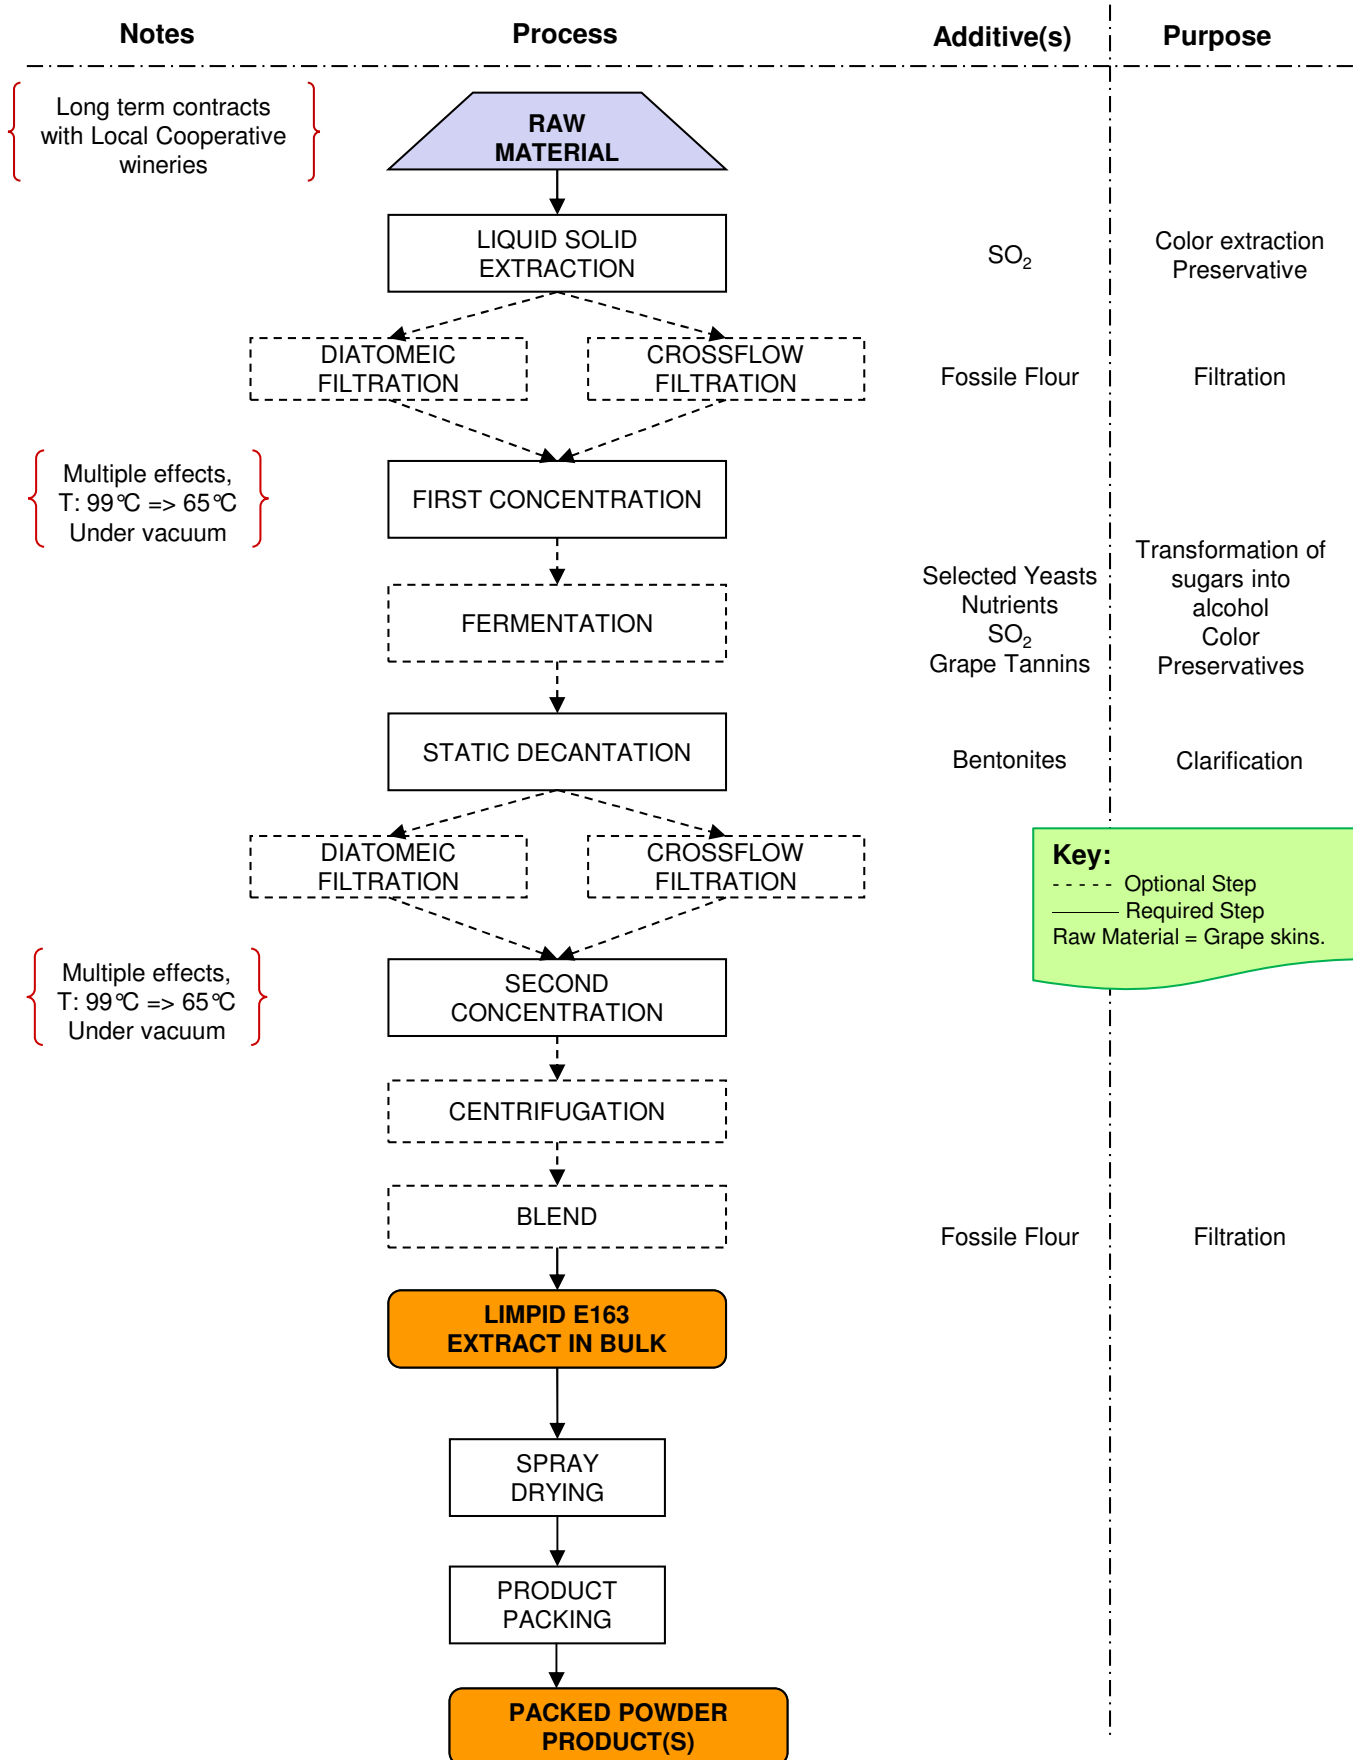 Notes
Process
Additive(s)
Purpose
Long term contracts
with Local Cooperative
wineries
RAW
MATERIAL
LIQUID SOLID
EXTRACTION
SO₂
Color extraction
Preservative
DIATOMEIC
FILTRATION
CROSSFLOW
FILTRATION
Fossile Flour
Filtration
Multiple effects,
T: 99°C => 65°C
Under vacuum
FIRST CONCENTRATION
FERMENTATION
Selected Yeasts
Nutrients
SO₂
Grape Tannins
Transformation of
sugars into
alcohol
Color
Preservatives
STATIC DECANTATION
Bentonites
Clarification
DIATOMEIC
FILTRATION
CROSSFLOW
FILTRATION
Key:
- - - - - Optional Step
Required Step
Raw Material = Grape skins.
Multiple effects,
T: 99°C => 65°C
Under vacuum
SECOND
CONCENTRATION
CENTRIFUGATION
BLEND
Fossile Flour
Filtration
LIMPID E163
EXTRACT IN BULK
SPRAY
DRYING
PRODUCT
PACKING
PACKED POWDER
PRODUCT(S)